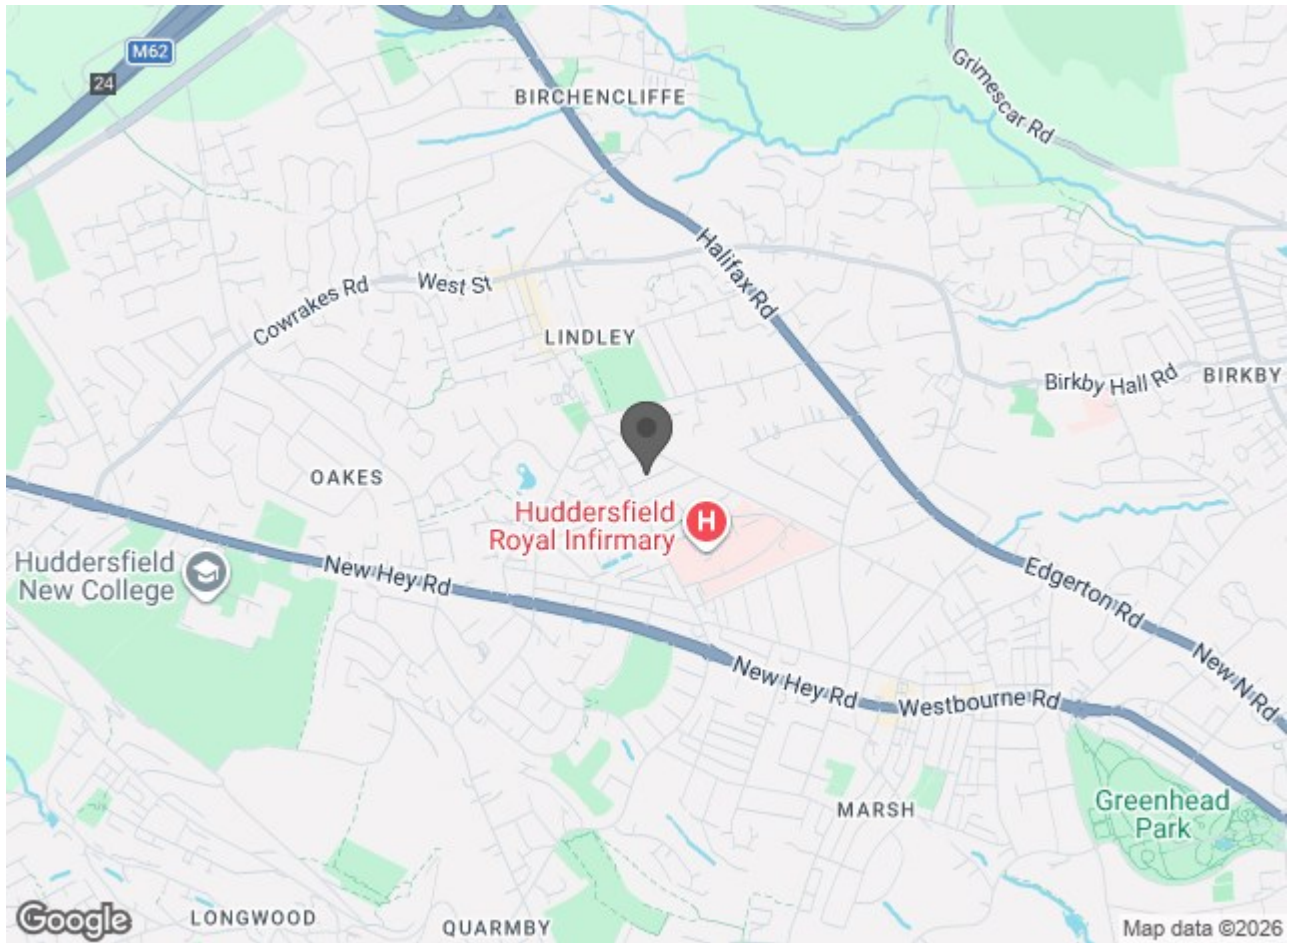 M62
24
BIRCHENCLIFFE
Grimescar Rd
Halifax Rd
Cowrakes Rd
West St
LINDLEY
Birkby Hall Rd
BIRKBY
OAKES
Huddersfield
Royal Infirmary
H
Huddersfield
New College
New Hey Rd
Edgerton Rd
New N Rd
New Hey Rd
Westbourne Rd
MARSH
Greenhead
Park
LONGWOOD
QUARMBY
Google
Map data ©2026